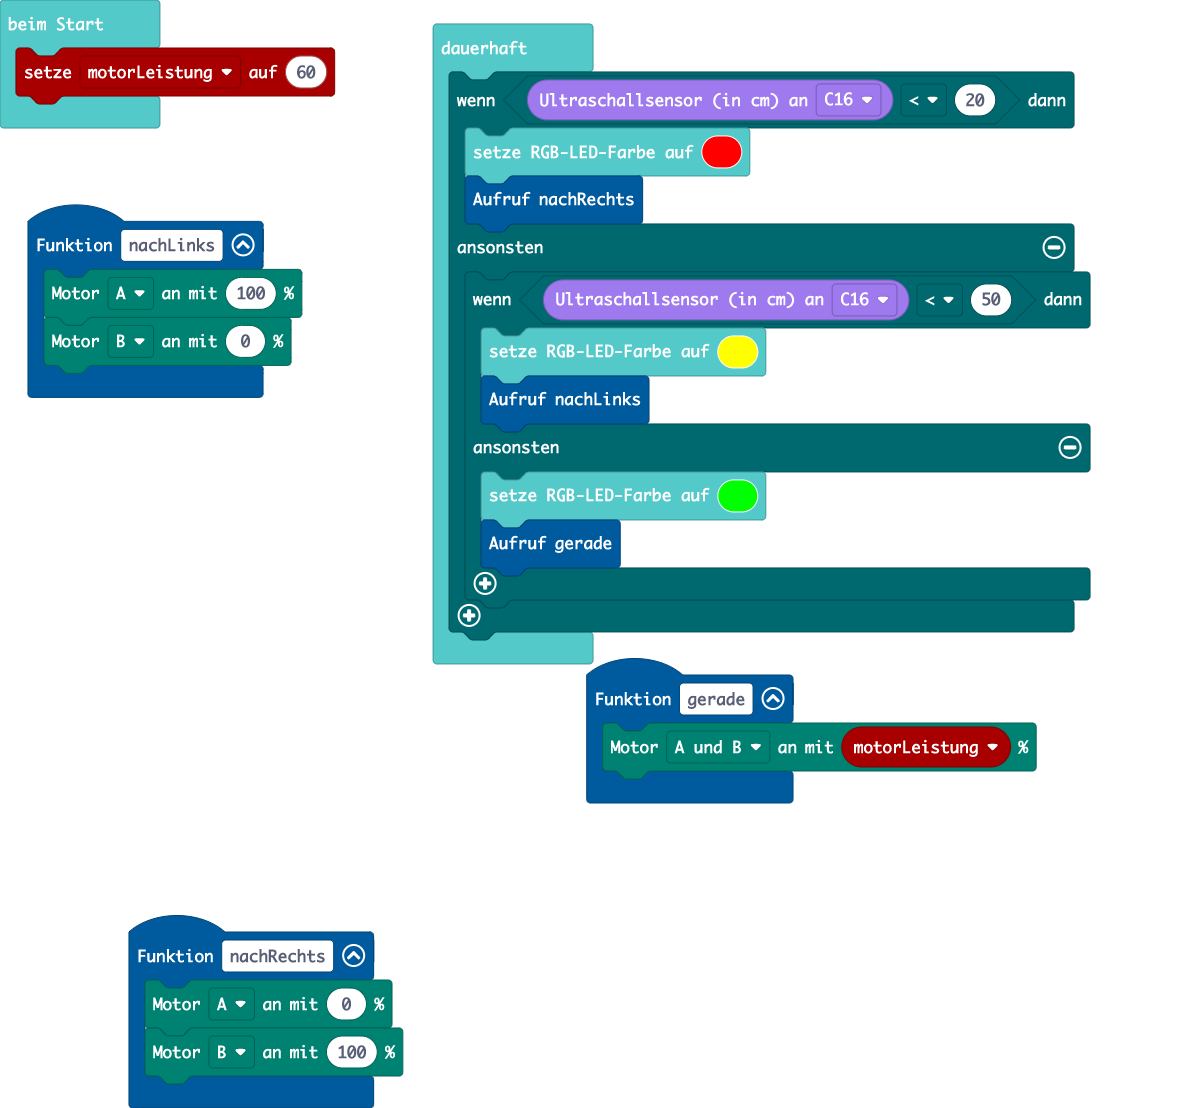 beim Start
setze motorLeistung auf 60
dauerhaft
wenn Ultraschallsensor (in cm) an C16 < 20 dann
setze RGB-LED-Farbe auf
Aufruf nachRechts
ansonsten
wenn Ultraschallsensor (in cm) an C16 < 50 dann
setze RGB-LED-Farbe auf
Aufruf nachLinks
ansonsten
setze RGB-LED-Farbe auf
Aufruf gerade
Funktion nachLinks
Motor A an mit 100 %
Motor B an mit 0 %
Funktion gerade
Motor A und B an mit motorLeistung %
Funktion nachRechts
Motor A an mit 0 %
Motor B an mit 100 %